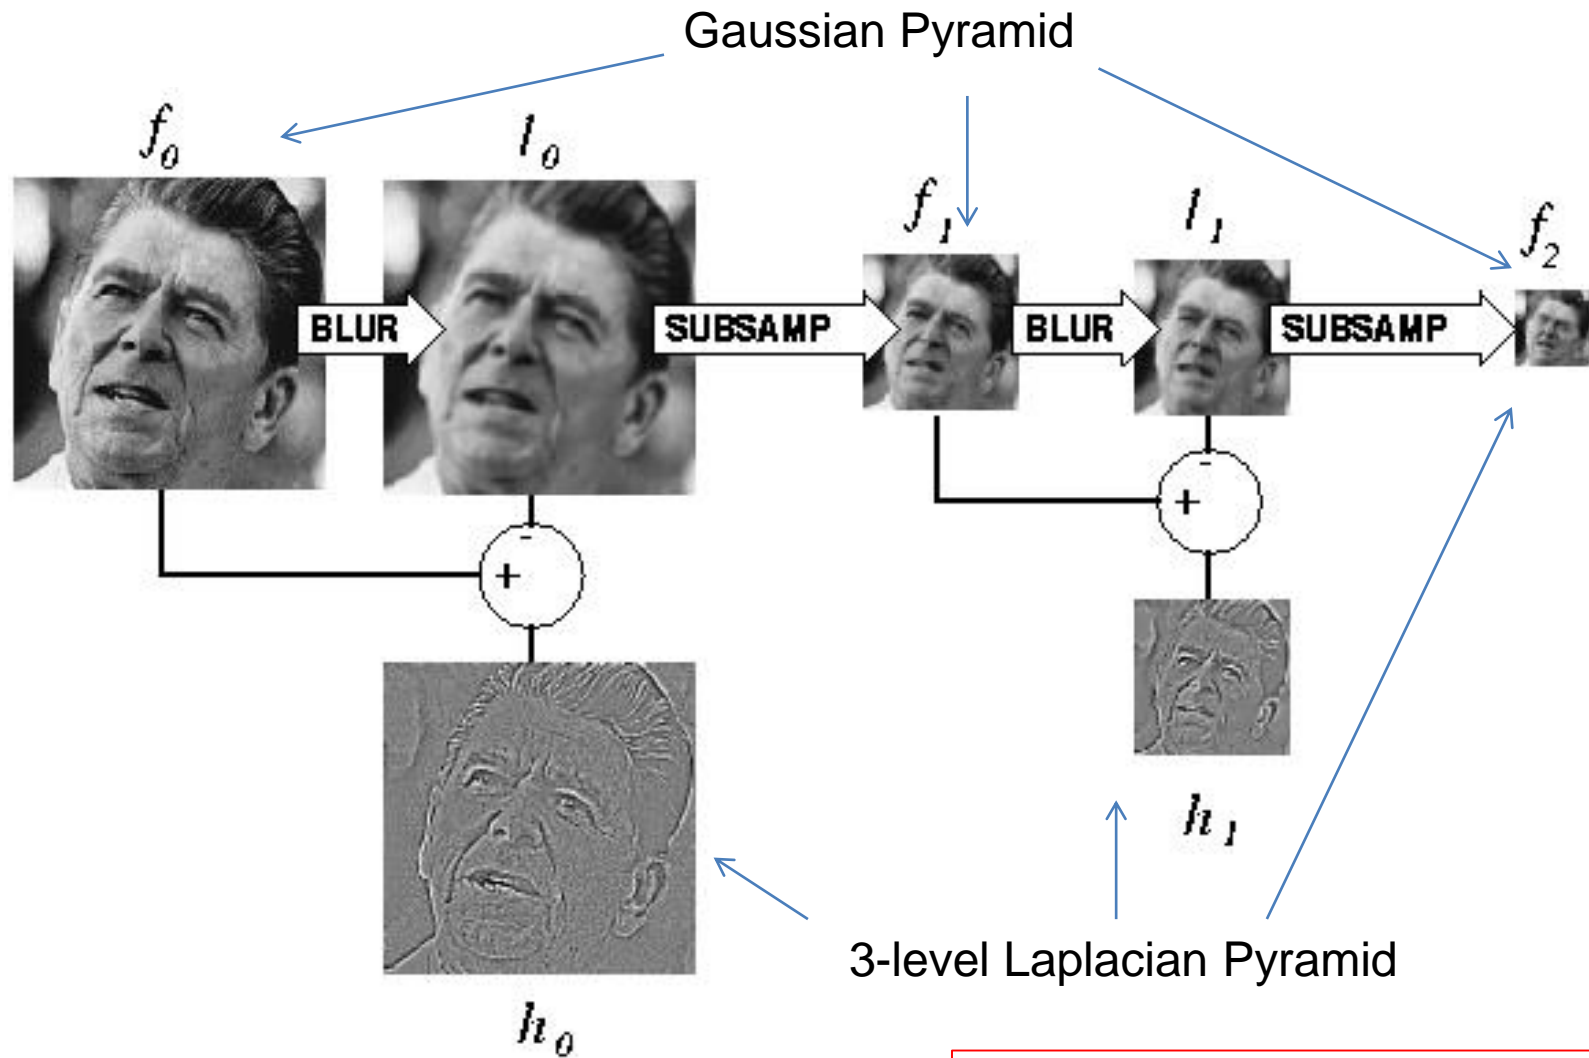 Gaussian Pyramid
f0 l0 f1 l1 f2
BLUR SUBSAMP BLUR SUBSAMP
- +
- +
h1
3-level Laplacian Pyramid
h0